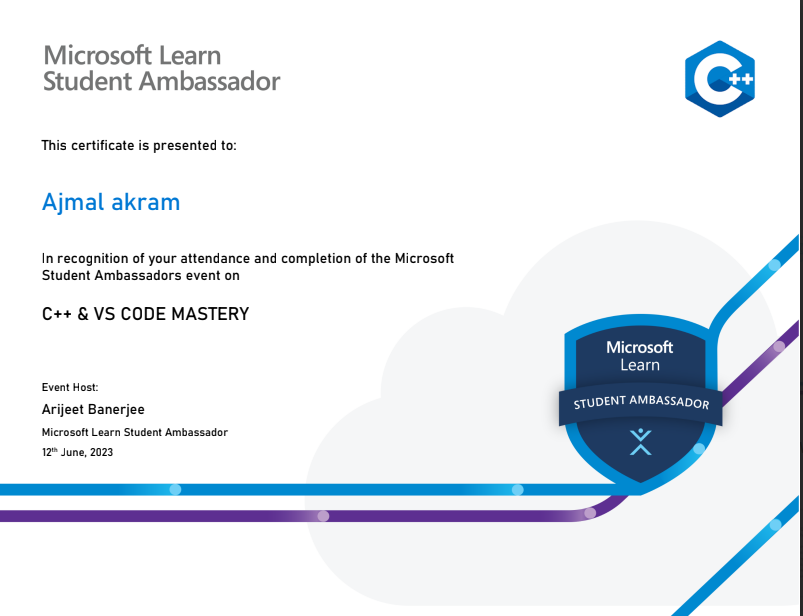 Microsoft Learn
Student Ambassador
C++
This certificate is presented to:
Ajmal akram
In recognition of your attendance and completion of the Microsoft
Student Ambassadors event on
C++ & VS CODE MASTERY
Event Host:
Arijeet Banerjee
Microsoft Learn Student Ambassador
12th June, 2023
Microsoft
Learn
STUDENT AMBASSADOR